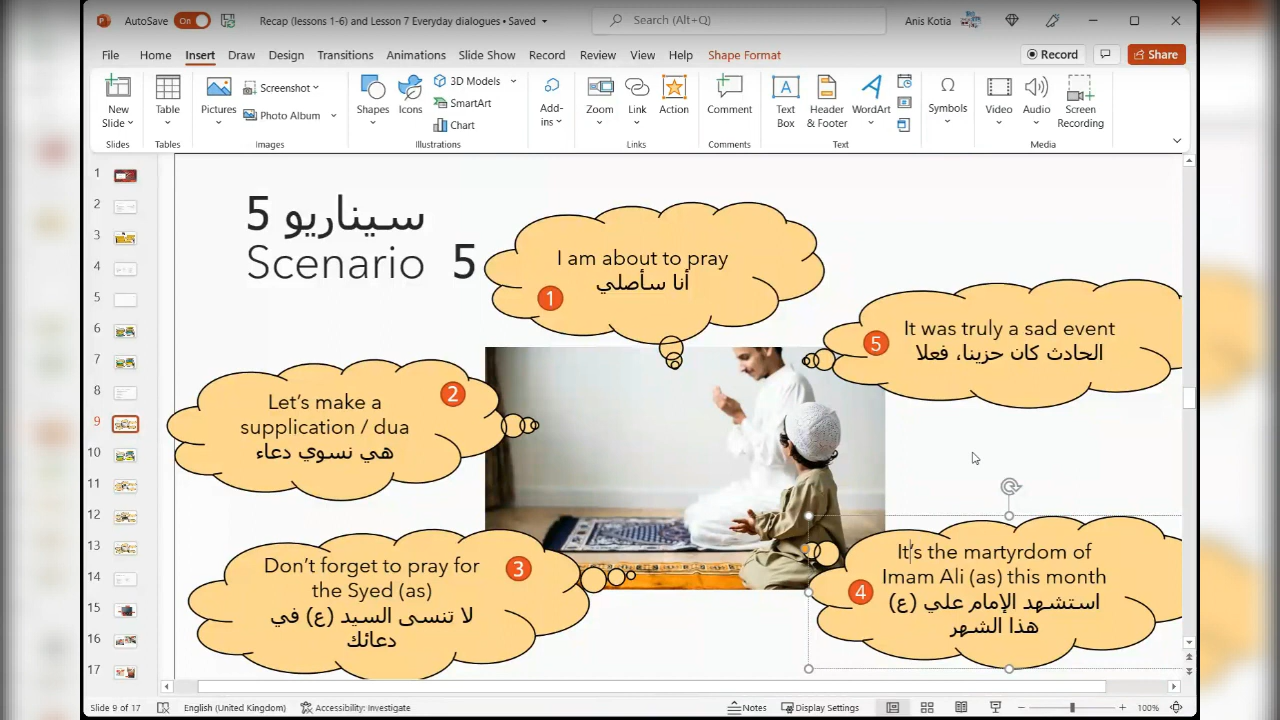 AutoSave On Recap (lessons 1-6) and Lesson 7 Everyday dialogues • Saved Search (Alt+Q) Anis Kotia
File Home Insert Draw Design Transitions Animations Slide Show Record Review View Help Shape Format Record Share
New Slide
Table
Pictures
Screenshot
Photo Album
Shapes
Icons
3D Models
SmartArt
Chart
Add-ins
Zoom
Link
Action
Comment
Text Box
Header & Footer
WordArt
Symbols
Video
Audio
Screen Recording
Slides Tables Images Illustrations Links Comments Text Media
1
2
3
4
5
6
7
8
9
10
11
12
13
14
15
16
17
سيناريو 5
Scenario 5
I am about to pray
أنا سأصلي
1
Let's make a
supplication / dua
هي نسوي دعاء
2
Don't forget to pray for
the Syed (as)
لا تنسى السيد (ع) في
دعائك
3
It's the martyrdom of
Imam Ali (as) this month
استشهد الإمام علي (ع)
هذا الشهر
4
It was truly a sad event
الحادث كان حزينا، فعلا
5
Slide 9 of 17 English (United Kingdom) Accessibility: Investigate Notes Display Settings 100%